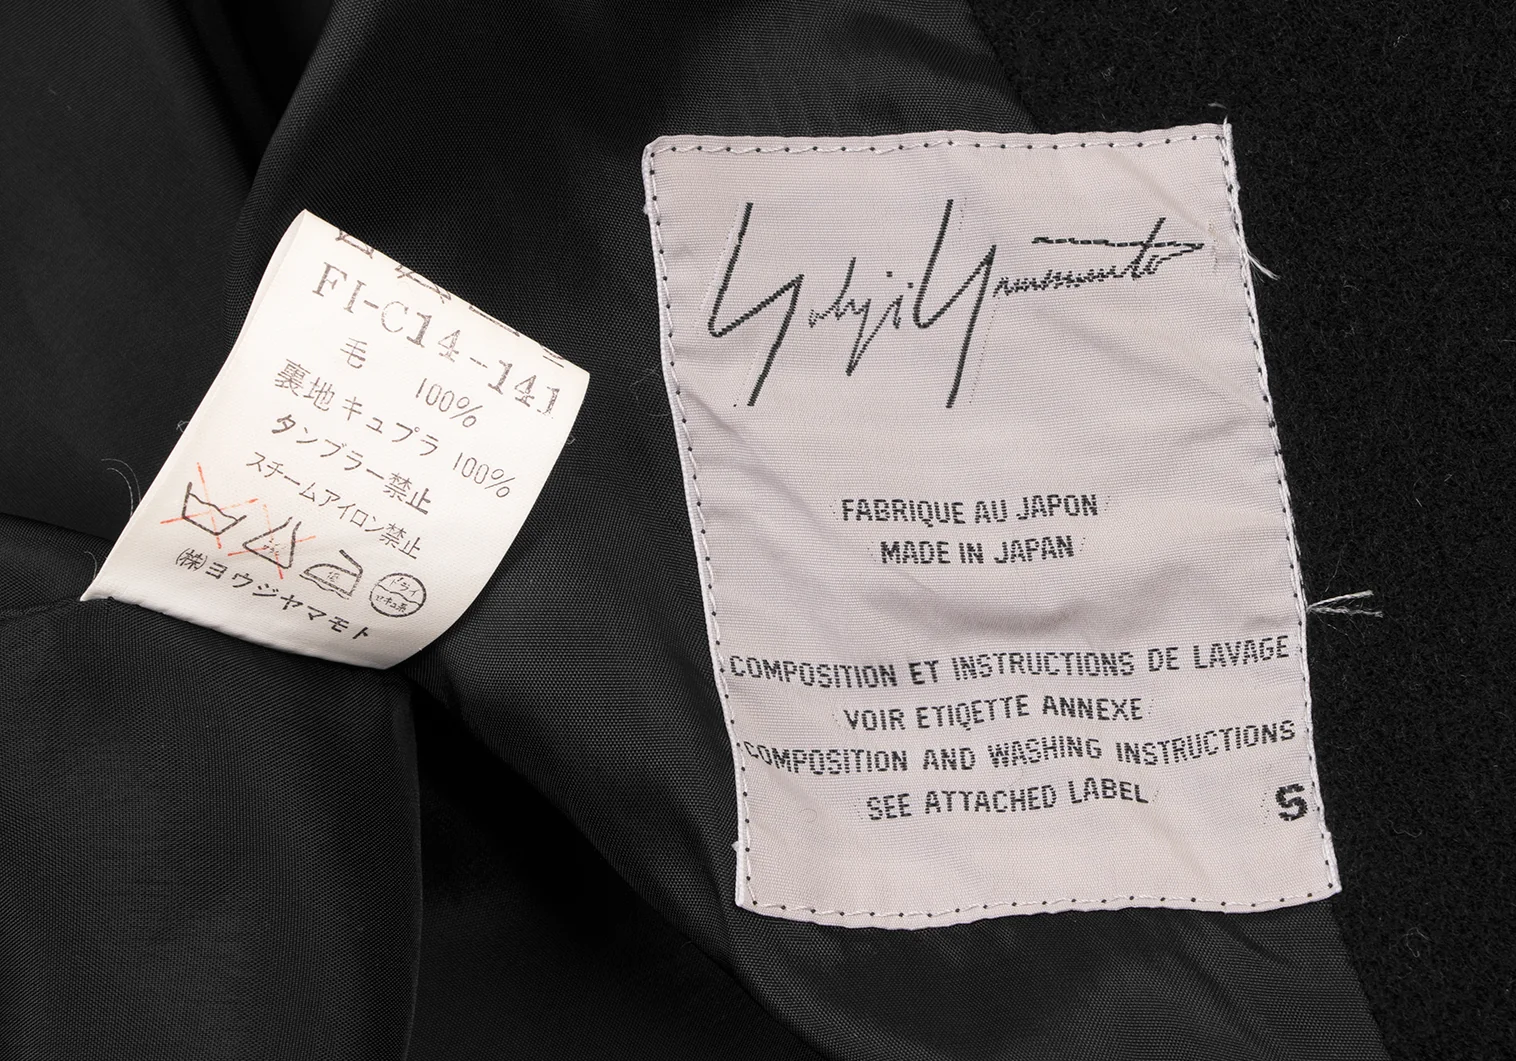 FI-C14-141
毛 100%
裏地キュプラ 100%
タンブラー禁止
スチームアイロン禁止
ドライ
(株)ヨウジヤマモト
Yohji Yamamoto
FABRIQUE AU JAPON
MADE IN JAPAN
COMPOSITION ET INSTRUCTIONS DE LAVAGE
VOIR ETIQETTE ANNEXE
COMPOSITION AND WASHING INSTRUCTIONS
SEE ATTACHED LABEL
S